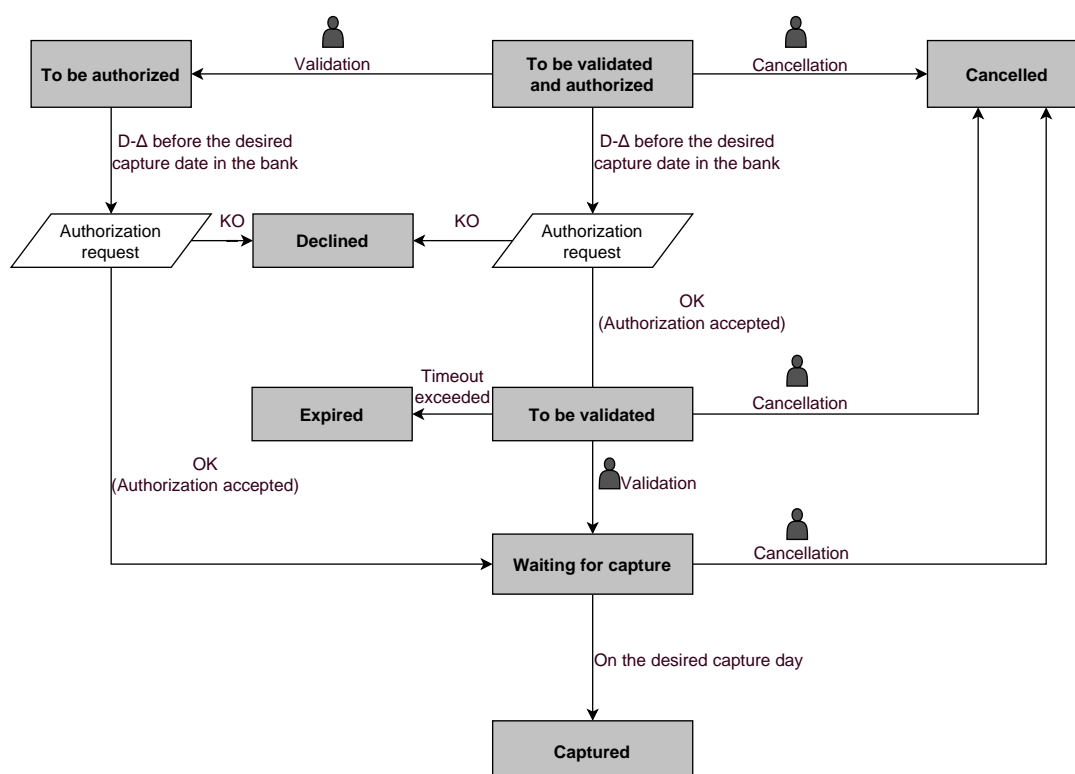 Validation
Cancellation
To be authorized
To be validated
and authorized
Cancelled
D-Δ before the desired
capture date in the bank
D-Δ before the desired
capture date in the bank
Authorization
request
KO
Declined
KO
Authorization
request
OK
(Authorization accepted)
Timeout
exceeded
Expired
To be validated
Cancellation
OK
(Authorization accepted)
Validation
Waiting for capture
Cancellation
On the desired capture day
Captured